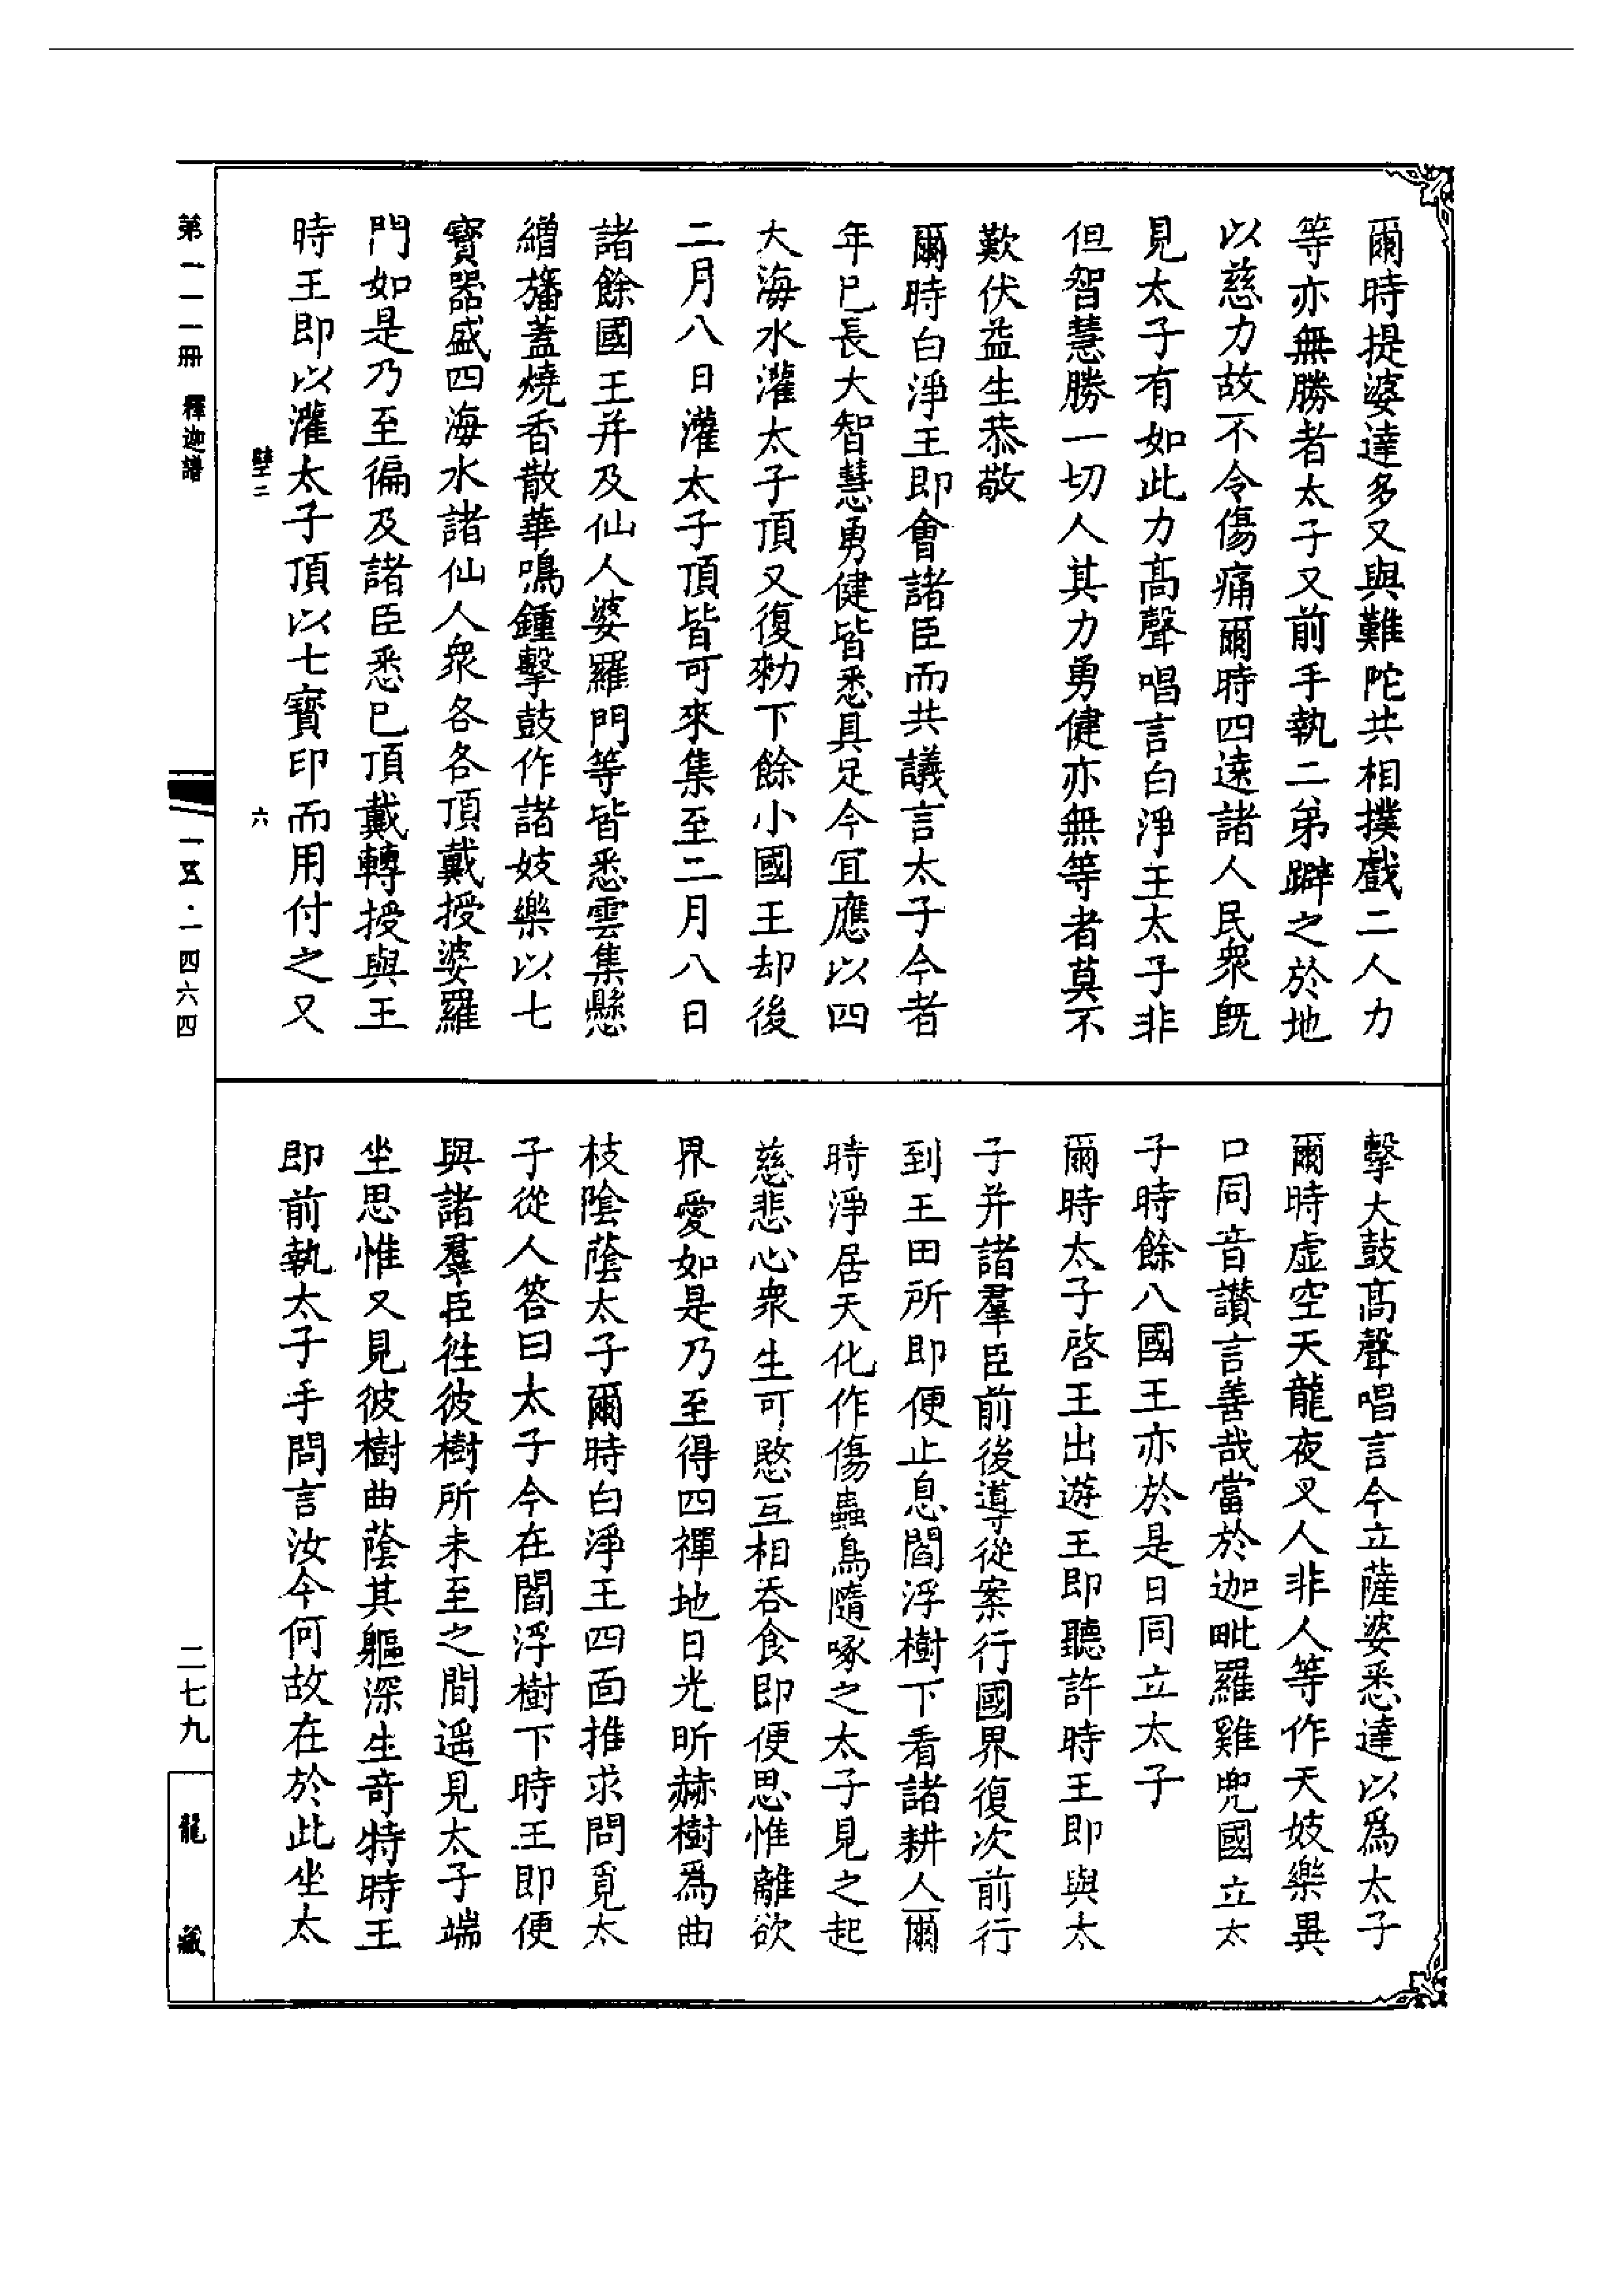 爾時提婆達多又與難陀共相撲戲二人力
等亦無勝者太子又前手執二弟躃之於地
以慈力故不令傷痛爾時四遠諸人民衆旣
見太子有如此力高聲唱言白淨王太子非
但智慧勝一切人其力勇健亦無等者莫不
歎伏益生恭敬
爾時白淨王即會諸臣而共議言太子今者
年已長大智慧勇健皆悉具足今宜應以四
大海水灌太子頂又復勑下餘小國王却後
二月八日灌太子頂皆可來集至二月八日
諸餘國王并及仙人婆羅門等皆悉雲集懸
繒旛蓋燒香散華鳴鍾擊鼓作諸妓樂以七
寶器盛四海水諸仙人衆各各頂戴授婆羅
門如是乃至徧及諸臣悉已頂戴轉授與王
時王即以灌太子頂以七寶印而用付之又
璧二
六
擊大鼓高聲唱言今立薩婆悉達以爲太子
爾時虛空天龍夜叉人非人等作天妓樂異
口同音讚言善哉當於迦毗羅雞兜國立太
子時餘八國王亦於是日同立太子
爾時太子啓王出遊王即聽許時王即與太
子并諸羣臣前後導從案行國界復次前行
到王田所即便止息閻浮樹下看諸耕人爾
時淨居天化作傷蟲鳥隨啄之太子見之起
慈悲心衆生可愍互相吞食即便思惟離欲
界愛如是乃至得四禪地日光昕赫樹爲曲
枝陰蔭太子爾時白淨王四面推求問覓太
子從人答曰太子今在閻浮樹下時王即便
與諸羣臣徃彼樹所未至之間遥見太子端
坐思惟又見彼樹曲蔭其軀深生奇特時王
即前執太子手問言汝今何故在於此坐太
第一一一册 釋迦譜
一五·一四六四
二七九
龍藏